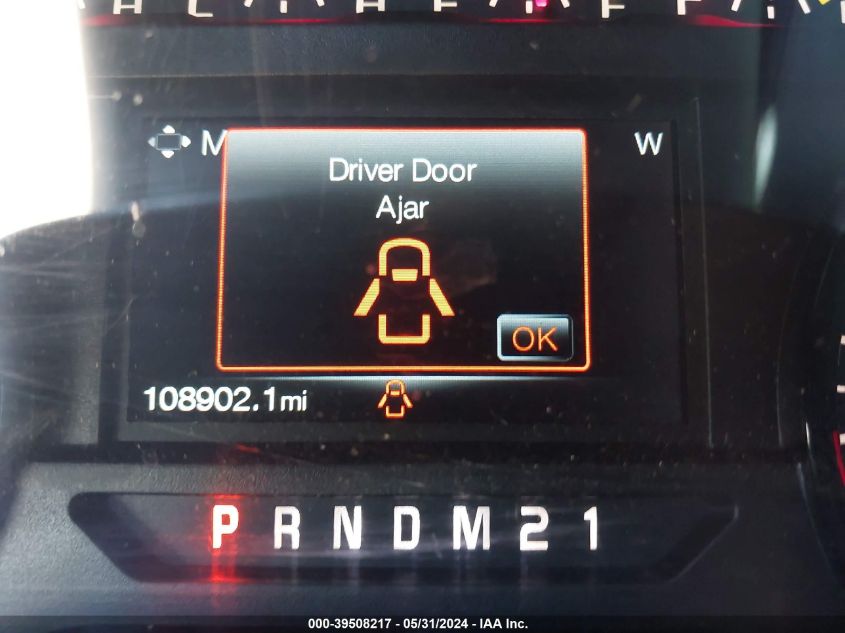 M W
Driver Door
Ajar
OK
108902.1mi
P R N D M 2 1
000-39508217 - 05/31/2024 - IAA Inc.